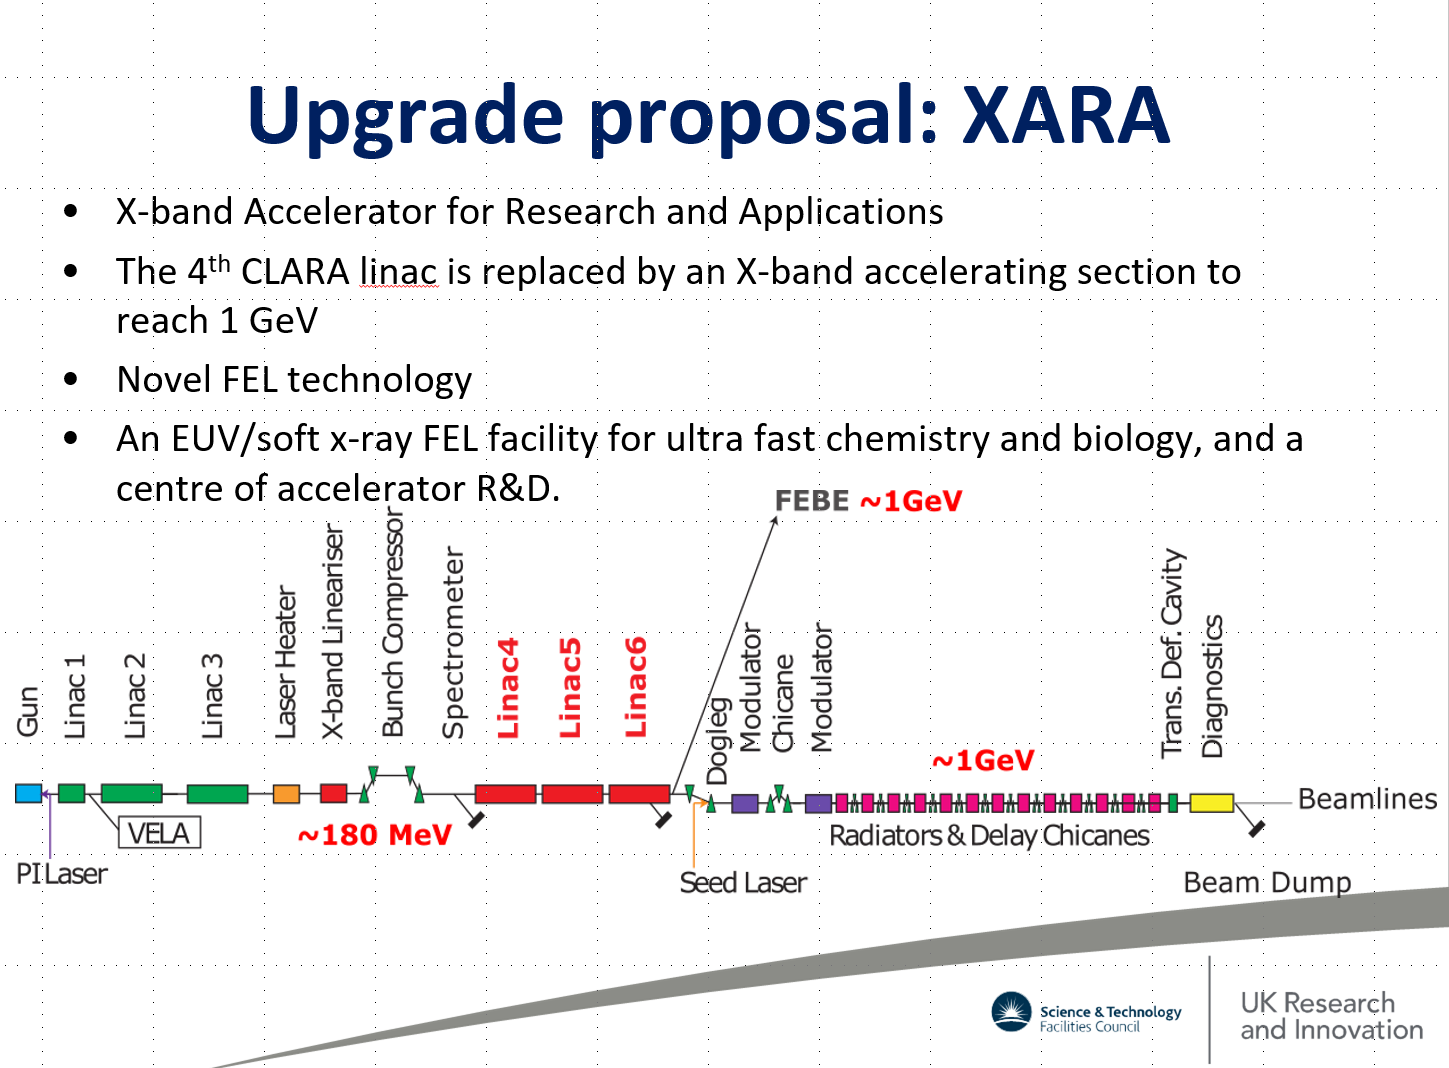 Upgrade proposal: XARA
• X-band Accelerator for Research and Applications
• The 4th CLARA linac is replaced by an X-band accelerating section to
reach 1 GeV
• Novel FEL technology
• An EUV/soft x-ray FEL facility for ultra fast chemistry and biology, and a
centre of accelerator R&D.
FEBE ~1GeV
Gun
Linac 1
Linac 2
Linac 3
Laser Heater
X-band Lineariser
Bunch Compressor
Spectrometer
Linac4
Linac5
Linac6
Dogleg
Modulator
Chicane
Modulator
~1GeV
Trans. Def. Cavity
Diagnostics
Beamlines
VELA
~180 MeV
Radiators & Delay Chicanes
PI Laser
Seed Laser
Beam Dump
Science & Technology
Facilities Council
UK Research
and Innovation